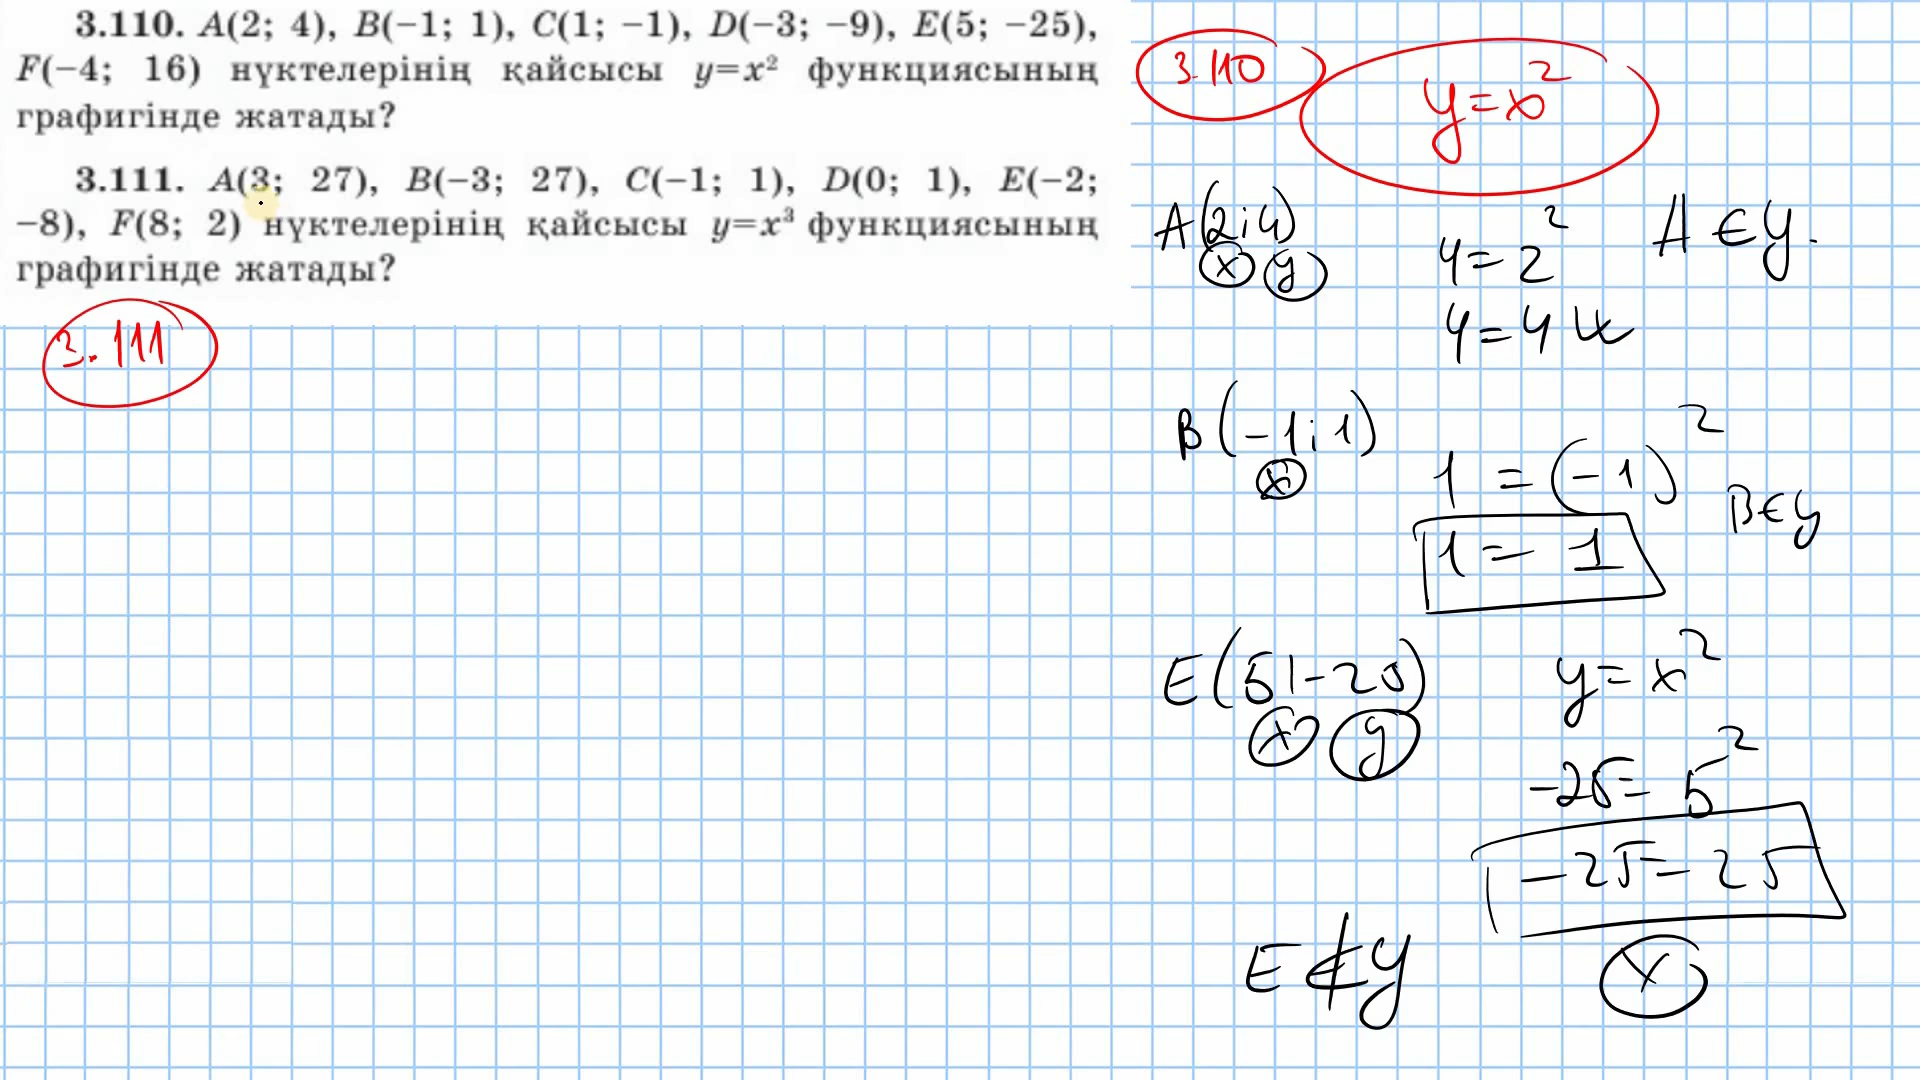 3.110. A(2; 4), B(−1; 1), C(1; −1), D(−3; −9), E(5; −25),
F(−4; 16) нүктелерінің қайсысы y=x² функциясының
графигінде жатады?
3.111. A(3; 27), B(−3; 27), C(−1; 1), D(0; 1), E(−2;
−8), F(8; 2) нүктелерінің қайсысы y=x³ функциясының
графигінде жатады?
3.111
3.110
y=x²
A(2;4)
x y
4=2²
4=4
A∈y.
B(−1;1)
x
1=(−1)²
1=1
B∈y
E(5;−25)
x y
y=x²
−25=5²
−25=25
E∉y
x